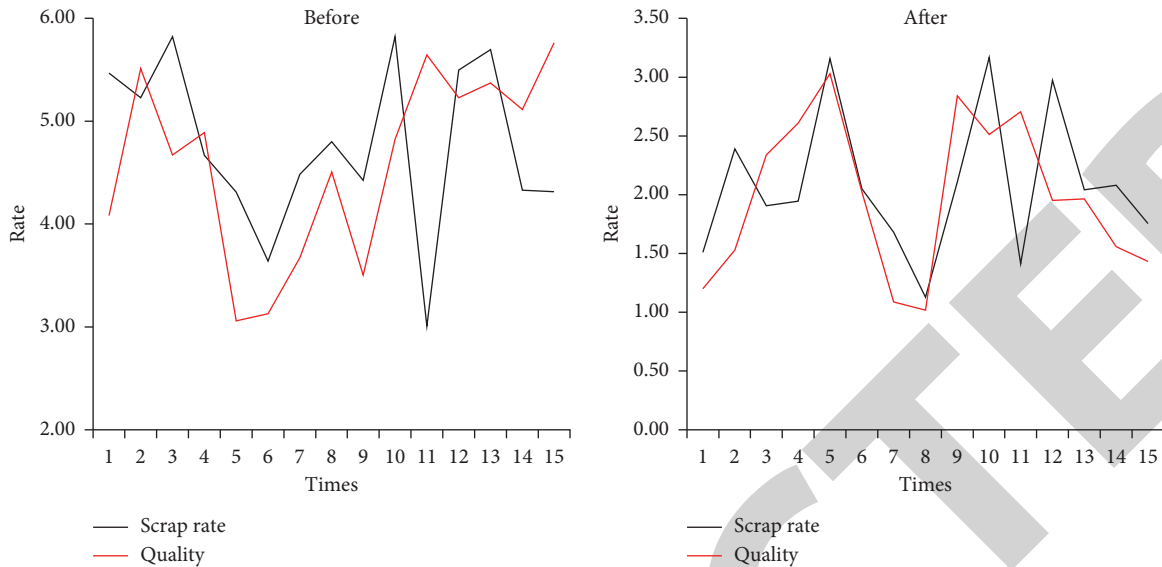 Before
6.00
5.00
4.00
3.00
2.00
Rate
1 2 3 4 5 6 7 8 9 10 11 12 13 14 15
Times
Scrap rate
Quality
After
3.50
3.00
2.50
2.00
1.50
1.00
0.50
0.00
Rate
1 2 3 4 5 6 7 8 9 10 11 12 13 14 15
Times
Scrap rate
Quality
CTE